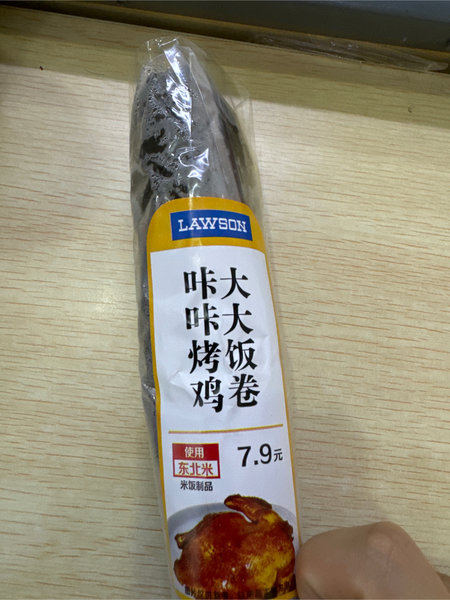 LAWSON
大大饭卷
咔咔烤鸡
使用
东北米
米饭制品
7.9元